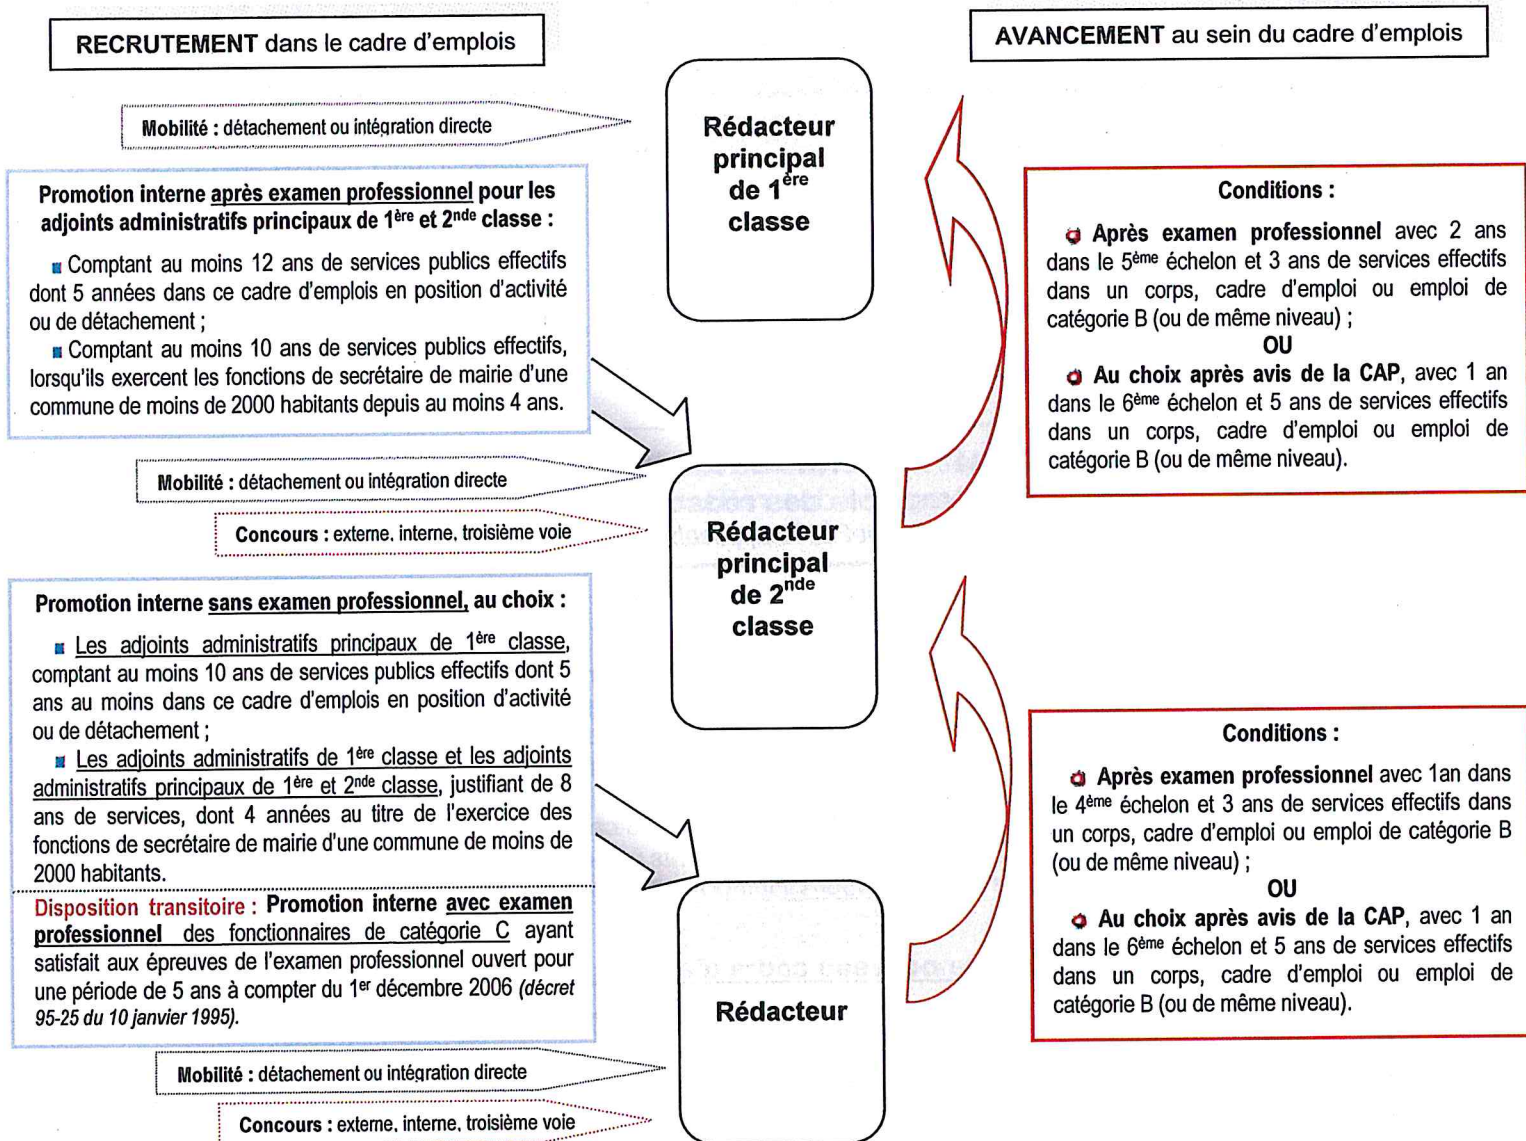 RECRUTEMENT dans le cadre d'emplois
AVANCEMENT au sein du cadre d'emplois
Mobilité : détachement ou intégration directe
Rédacteur
principal
de 1ère
classe
Promotion interne après examen professionnel pour les
adjoints administratifs principaux de 1ère et 2nde classe :
Comptant au moins 12 ans de services publics effectifs
dont 5 années dans ce cadre d'emplois en position d'activité
ou de détachement ;
Comptant au moins 10 ans de services publics effectifs,
lorsqu'ils exercent les fonctions de secrétaire de mairie d'une
commune de moins de 2000 habitants depuis au moins 4 ans.
Conditions :
Après examen professionnel avec 2 ans
dans le 5ème échelon et 3 ans de services effectifs
dans un corps, cadre d'emploi ou emploi de
catégorie B (ou de même niveau) ;
OU
Au choix après avis de la CAP, avec 1 an
dans le 6ème échelon et 5 ans de services effectifs
dans un corps, cadre d'emploi ou emploi de
catégorie B (ou de même niveau).
Mobilité : détachement ou intégration directe
Concours : externe, interne, troisième voie
Rédacteur
principal
de 2nde
classe
Promotion interne sans examen professionnel, au choix :
Les adjoints administratifs principaux de 1ère classe,
comptant au moins 10 ans de services publics effectifs dont 5
ans au moins dans ce cadre d'emplois en position d'activité
ou de détachement ;
Les adjoints administratifs de 1ère classe et les adjoints
administratifs principaux de 1ère et 2nde classe, justifiant de 8
ans de services, dont 4 années au titre de l'exercice des
fonctions de secrétaire de mairie d'une commune de moins de
2000 habitants.
Disposition transitoire : Promotion interne avec examen
professionnel des fonctionnaires de catégorie C ayant
satisfait aux épreuves de l'examen professionnel ouvert pour
une période de 5 ans à compter du 1er décembre 2006 (décret
95-25 du 10 janvier 1995).
Conditions :
Après examen professionnel avec 1an dans
le 4ème échelon et 3 ans de services effectifs dans
un corps, cadre d'emploi ou emploi de catégorie B
(ou de même niveau) ;
OU
Au choix après avis de la CAP, avec 1 an
dans le 6ème échelon et 5 ans de services effectifs
dans un corps, cadre d'emploi ou emploi de
catégorie B (ou de même niveau).
Rédacteur
Mobilité : détachement ou intégration directe
Concours : externe, interne, troisième voie